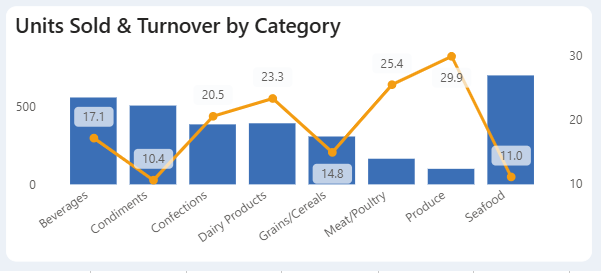 Units Sold & Turnover by Category
30
25.4
23.3
29.9
20.5
17.1
500
20
10.4
11.0
14.8
0
10
Beverages
Condiments
Confections
Dairy Products
Grains/Cereals
Meat/Poultry
Produce
Seafood